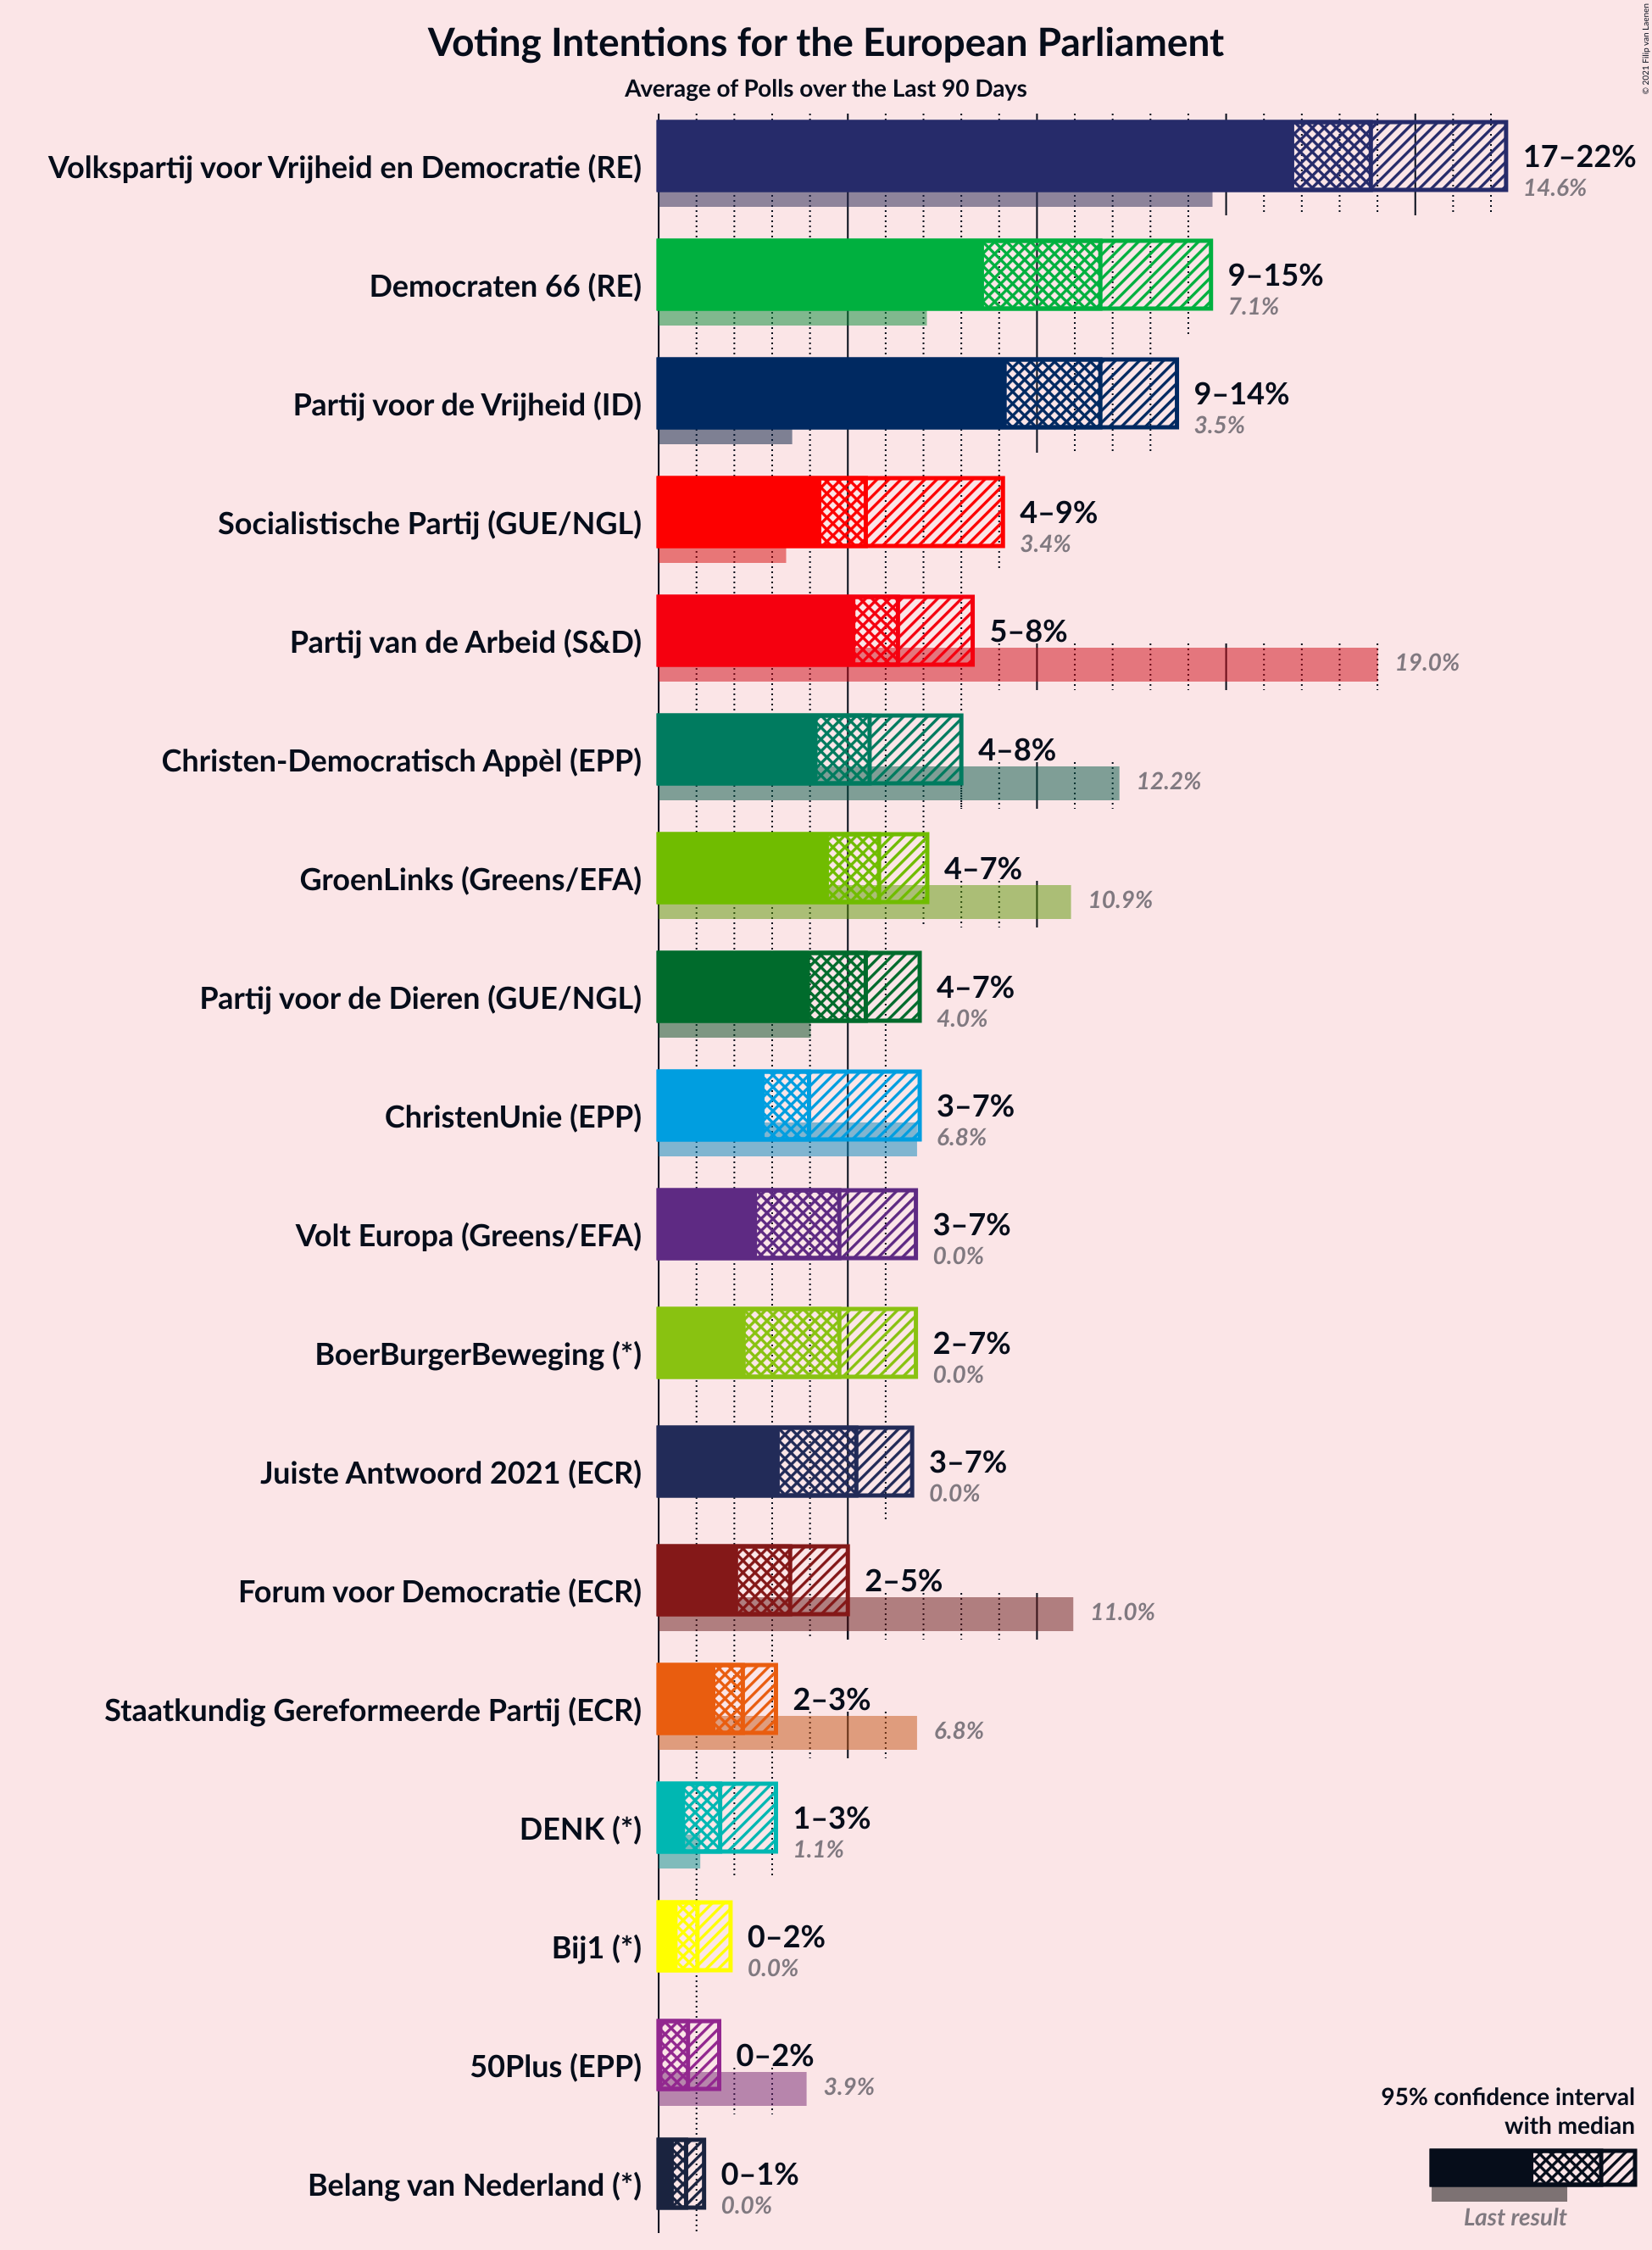 © 2021 Filip van Laenen
Voting Intentions for the European Parliament
Average of Polls over the Last 90 Days
Volkspartij voor Vrijheid en Democratie (RE)
17–22%
14.6%
Democraten 66 (RE)
9–15%
7.1%
Partij voor de Vrijheid (ID)
9–14%
3.5%
Socialistische Partij (GUE/NGL)
4–9%
3.4%
Partij van de Arbeid (S&D)
5–8%
19.0%
Christen-Democratisch Appèl (EPP)
4–8%
12.2%
GroenLinks (Greens/EFA)
4–7%
10.9%
Partij voor de Dieren (GUE/NGL)
4–7%
4.0%
ChristenUnie (EPP)
3–7%
6.8%
Volt Europa (Greens/EFA)
3–7%
0.0%
BoerBurgerBeweging (*)
2–7%
0.0%
Juiste Antwoord 2021 (ECR)
3–7%
0.0%
Forum voor Democratie (ECR)
2–5%
11.0%
Staatkundig Gereformeerde Partij (ECR)
2–3%
6.8%
DENK (*)
1–3%
1.1%
Bij1 (*)
0–2%
0.0%
50Plus (EPP)
0–2%
3.9%
Belang van Nederland (*)
0–1%
0.0%
95% confidence interval
with median
Last result